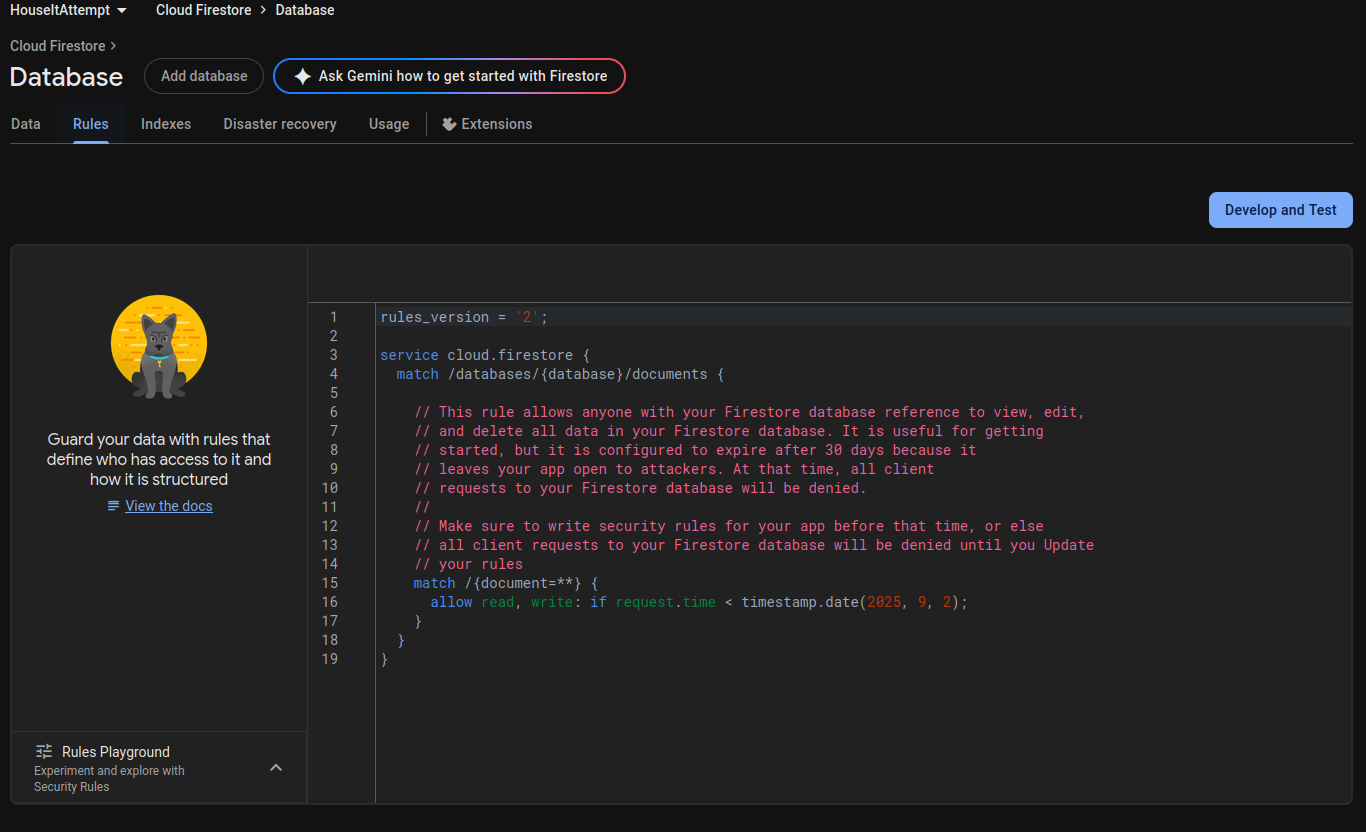 HouseItAttempt Cloud Firestore > Database
Cloud Firestore >
Database Add database Ask Gemini how to get started with Firestore
Data Rules Indexes Disaster recovery Usage Extensions
Develop and Test
Guard your data with rules that
define who has access to it and
how it is structured
View the docs
Rules Playground
Experiment and explore with
Security Rules
1 rules_version = '2';
2
3 service cloud.firestore {
4 match /databases/{database}/documents {
5
6 // This rule allows anyone with your Firestore database reference to view, edit,
7 // and delete all data in your Firestore database. It is useful for getting
8 // started, but it is configured to expire after 30 days because it
9 // leaves your app open to attackers. At that time, all client
10 // requests to your Firestore database will be denied.
11 //
12 // Make sure to write security rules for your app before that time, or else
13 // all client requests to your Firestore database will be denied until you Update
14 // your rules
15 match /{document=**} {
16 allow read, write: if request.time < timestamp.date(2025, 9, 2);
17 }
18 }
19 }